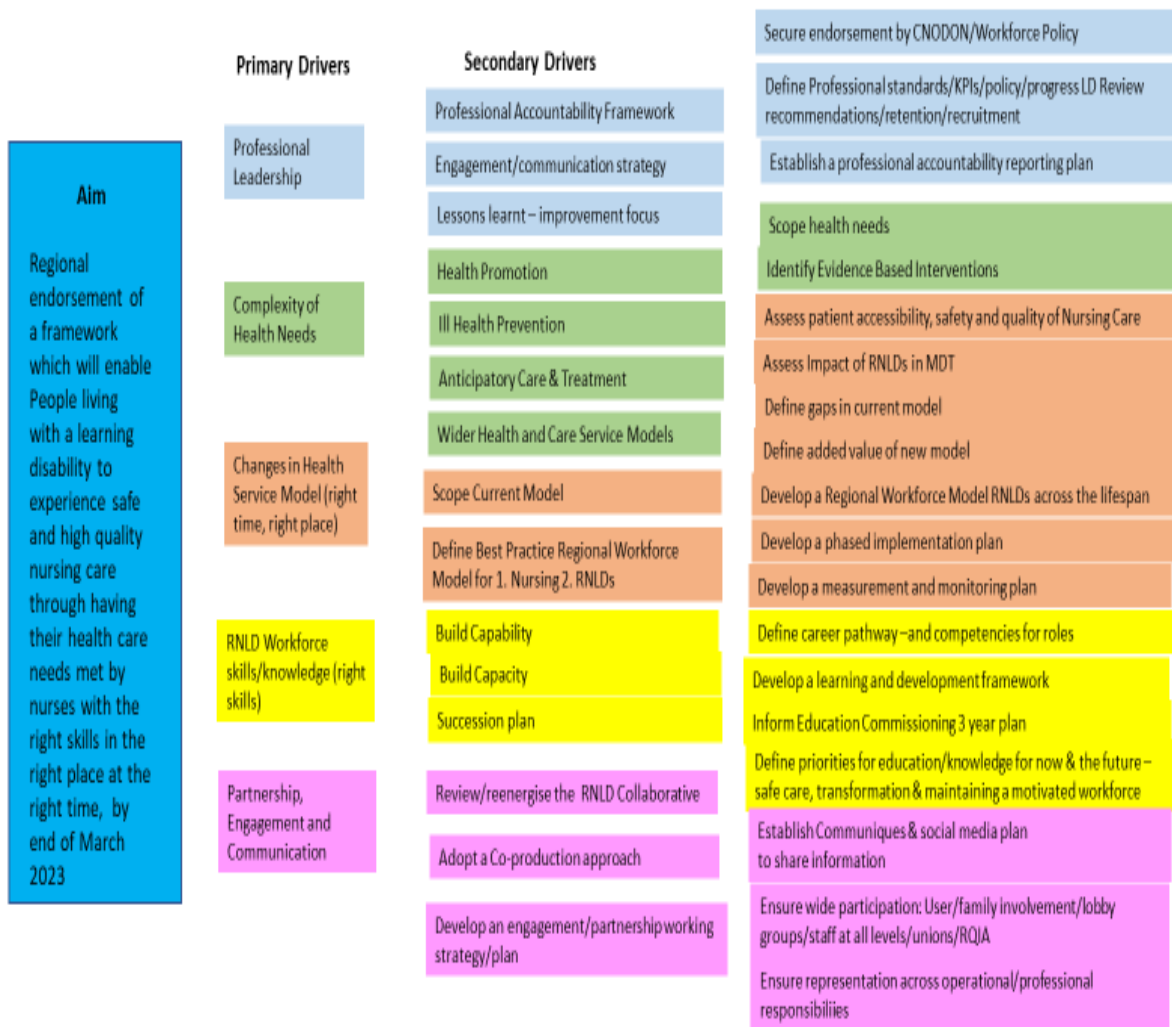 Aim
Regional
endorsement of
a framework
which will enable
People living
with a learning
disability to
experience safe
and high quality
nursing care
through having
their health care
needs met by
nurses with the
right skills in the
right place at the
right time, by
end of March
2023
Primary Drivers
Professional
Leadership
Complexity of
Health Needs
Changes in Health
Service Model (right
time, right place)
RNLD Workforce
skills/knowledge (right
skills)
Partnership,
Engagement and
Communication
Secondary Drivers
Professional Accountability Framework
Engagement/communication strategy
Lessons learnt – improvement focus
Health Promotion
Ill Health Prevention
Anticipatory Care & Treatment
Wider Health and Care Service Models
Scope Current Model
Define Best Practice Regional Workforce
Model for 1. Nursing 2. RNLDs
Build Capability
Build Capacity
Succession plan
Review/reenergise the RNLD Collaborative
Adopt a Co-production approach
Develop an engagement/partnership working
strategy/plan
Secure endorsement by CNODON/Workforce Policy
Define Professional standards/KPIs/policy/progress LD Review
recommendations/retention/recruitment
Establish a professional accountability reporting plan
Scope health needs
Identify Evidence Based Interventions
Assess patient accessibility, safety and quality of Nursing Care
Assess Impact of RNLDs in MDT
Define gaps in current model
Define added value of new model
Develop a Regional Workforce Model RNLDs across the lifespan
Develop a phased implementation plan
Develop a measurement and monitoring plan
Define career pathway –and competencies for roles
Develop a learning and development framework
Inform Education Commissioning 3 year plan
Define priorities for education/knowledge for now & the future –
safe care, transformation & maintaining a motivated workforce
Establish Communiques & social media plan
to share information
Ensure wide participation: User/family involvement/lobby
groups/staff at all levels/unions/RQIA
Ensure representation across operational/professional
responsibiliies